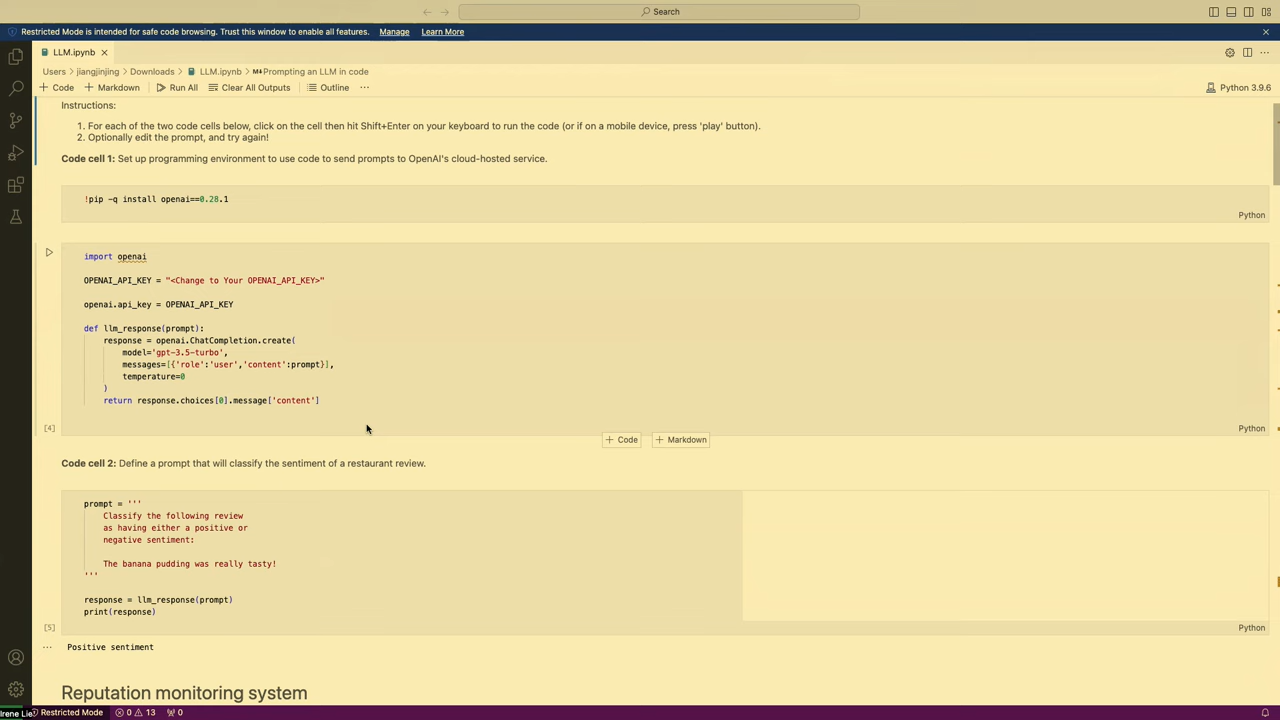 Search
Restricted Mode is intended for safe code browsing. Trust this window to enable all features. Manage Learn More
LLM.ipynb
Users > jiangjinjing > Downloads > LLM.ipynb > Prompting an LLM in code
+ Code + Markdown Run All Clear All Outputs Outline ... Python 3.9.6
Instructions:
1. For each of the two code cells below, click on the cell then hit Shift+Enter on your keyboard to run the code (or if on a mobile device, press 'play' button).
2. Optionally edit the prompt, and try again!
Code cell 1: Set up programming environment to use code to send prompts to OpenAI's cloud-hosted service.
!pip -q install openai==0.28.1
Python
import openai
OPENAI_API_KEY = "<Change to Your OPENAI_API_KEY>"
openai.api_key = OPENAI_API_KEY
def llm_response(prompt):
response = openai.ChatCompletion.create(
model='gpt-3.5-turbo',
messages=[{'role':'user','content':prompt}],
temperature=0
)
return response.choices[0].message['content']
[4] Python
+ Code + Markdown
Code cell 2: Define a prompt that will classify the sentiment of a restaurant review.
prompt = '''
Classify the following review
as having either a positive or
negative sentiment:
The banana pudding was really tasty!
'''
response = llm_response(prompt)
print(response)
[5] Python
... Positive sentiment
Reputation monitoring system
Irene Lie Restricted Mode 0 13 0